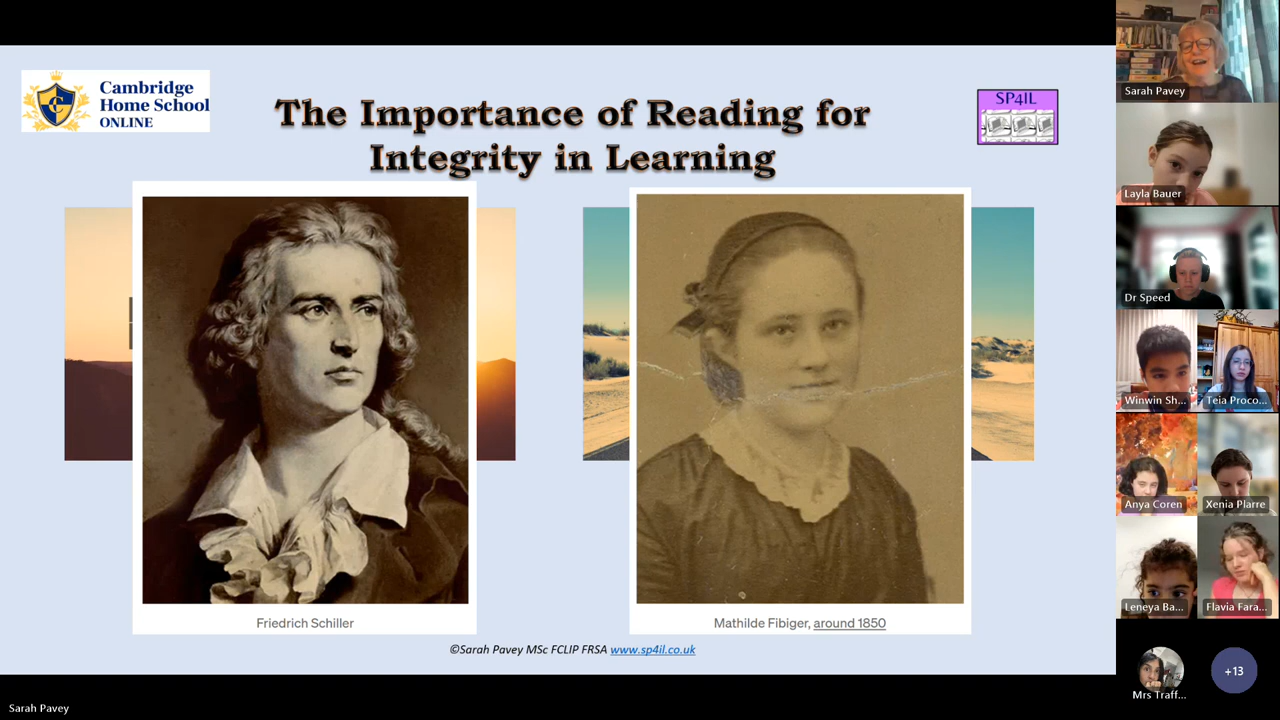 Cambridge
Home School
ONLINE
The Importance of Reading for
Integrity in Learning
SP4IL
Friedrich Schiller
Mathilde Fibiger, around 1850
©Sarah Pavey MSc FCLIP FRSA www.sp4il.co.uk
Sarah Pavey
Sarah Pavey
Layla Bauer
Dr Speed
Winwin Sh...
Teia Proco...
Anya Coren
Xenia Plarre
Leneya Ba...
Flavia Fara...
Mrs Traff...
+13